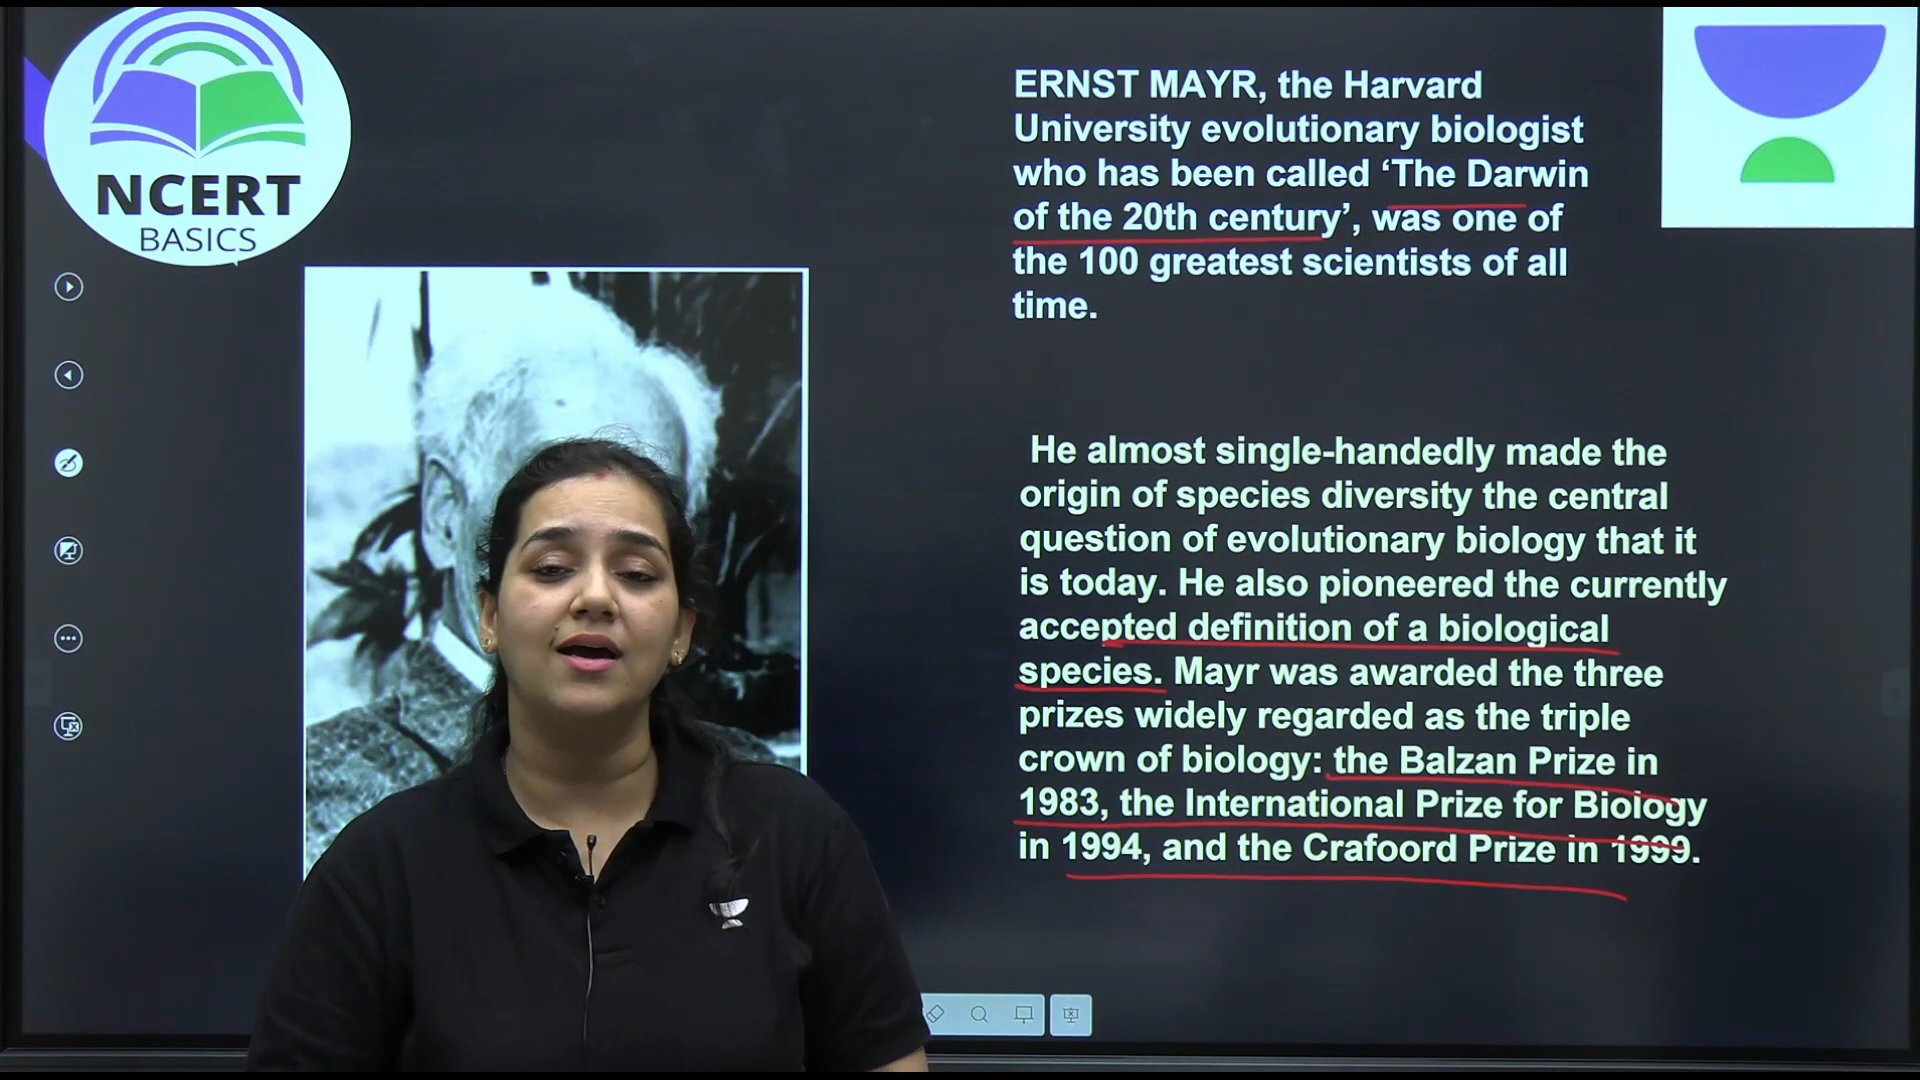 NCERT
BASICS
ERNST MAYR, the Harvard
University evolutionary biologist
who has been called ‘The Darwin
of the 20th century’, was one of
the 100 greatest scientists of all
time.
He almost single-handedly made the
origin of species diversity the central
question of evolutionary biology that it
is today. He also pioneered the currently
accepted definition of a biological
species. Mayr was awarded the three
prizes widely regarded as the triple
crown of biology: the Balzan Prize in
1983, the International Prize for Biology
in 1994, and the Crafoord Prize in 1999.